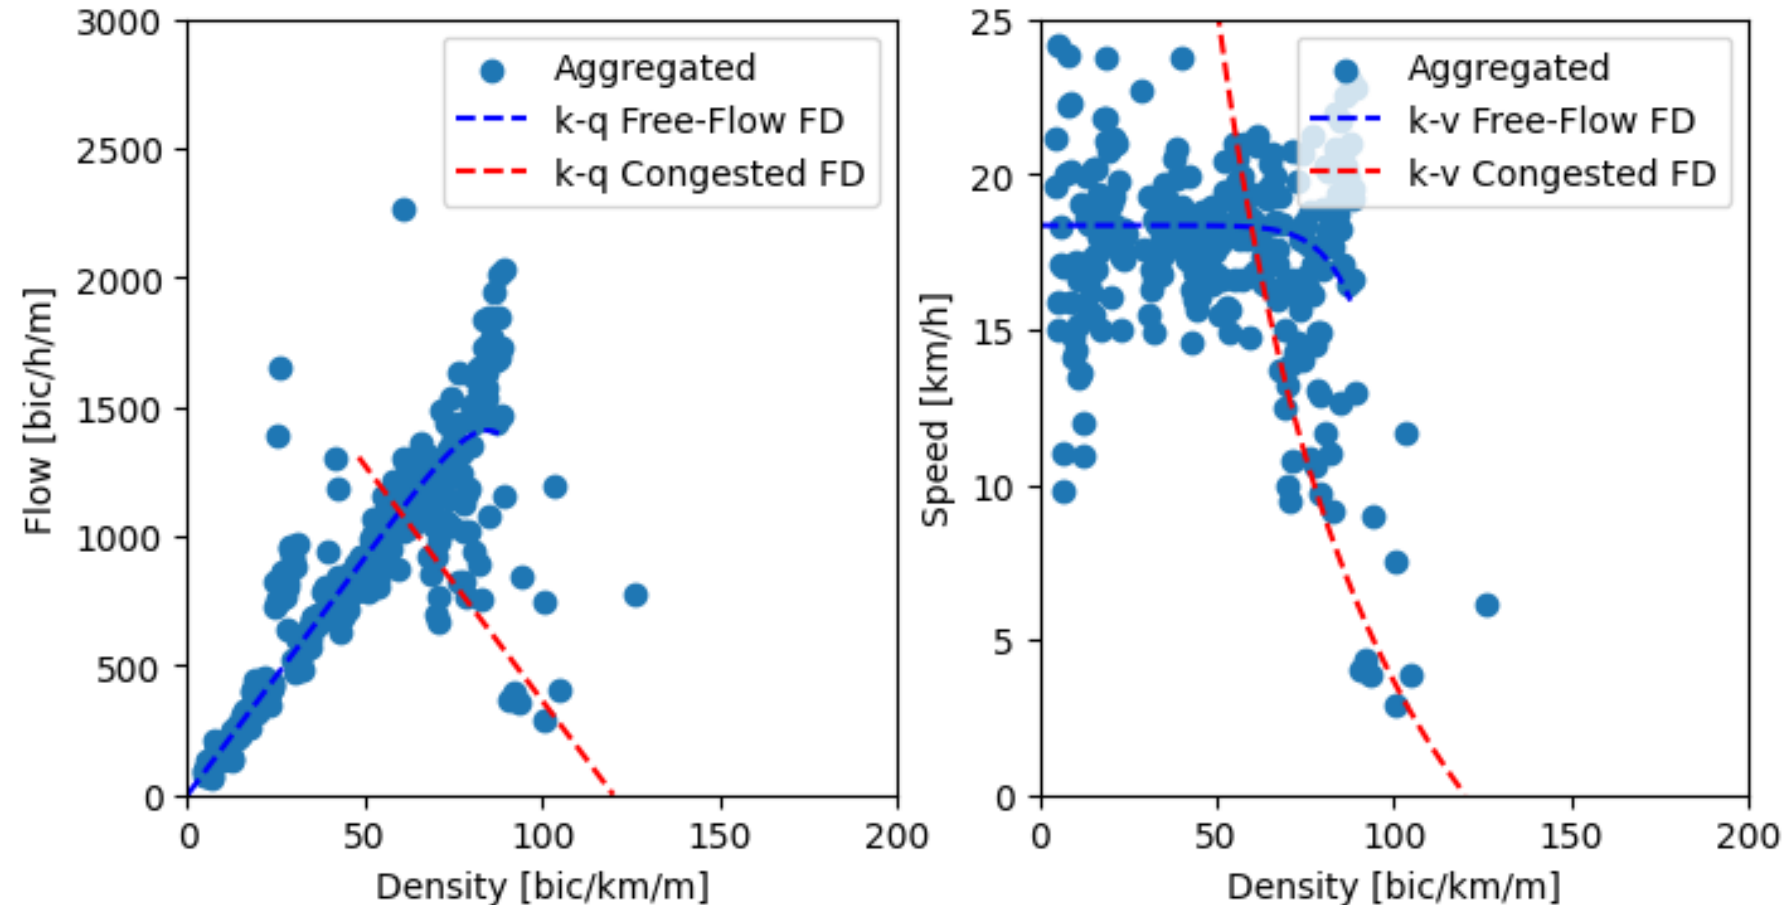 3000
2500
2000
1500
1000
500
0
Flow [bic/h/m]
Aggregated
k-q Free-Flow FD
k-q Congested FD
0 50 100 150 200
Density [bic/km/m]
25
20
15
10
5
0
Speed [km/h]
Aggregated
k-v Free-Flow FD
k-v Congested FD
0 50 100 150 200
Density [bic/km/m]